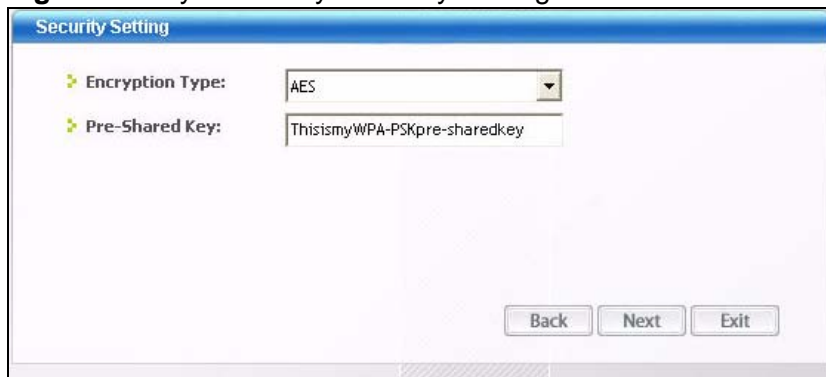 Security Setting
Encryption Type:
AES
Pre-Shared Key:
ThisismyWPA-PSKpre-sharedkey
Back
Next
Exit